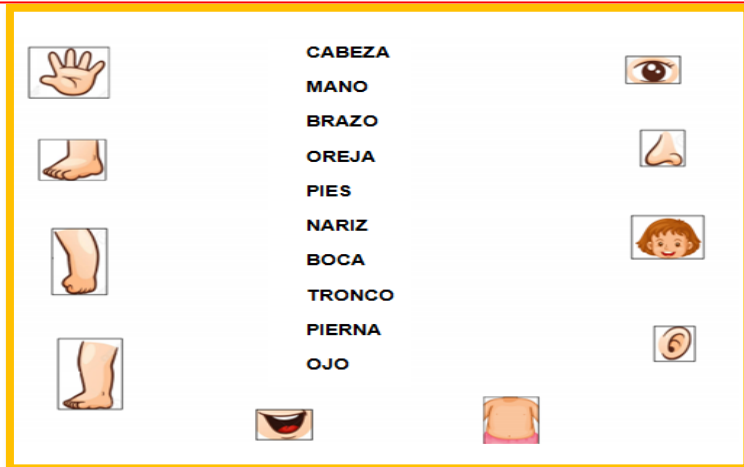 CABEZA
MANO
BRAZO
OREJA
PIES
NARIZ
BOCA
TRONCO
PIERNA
OJO